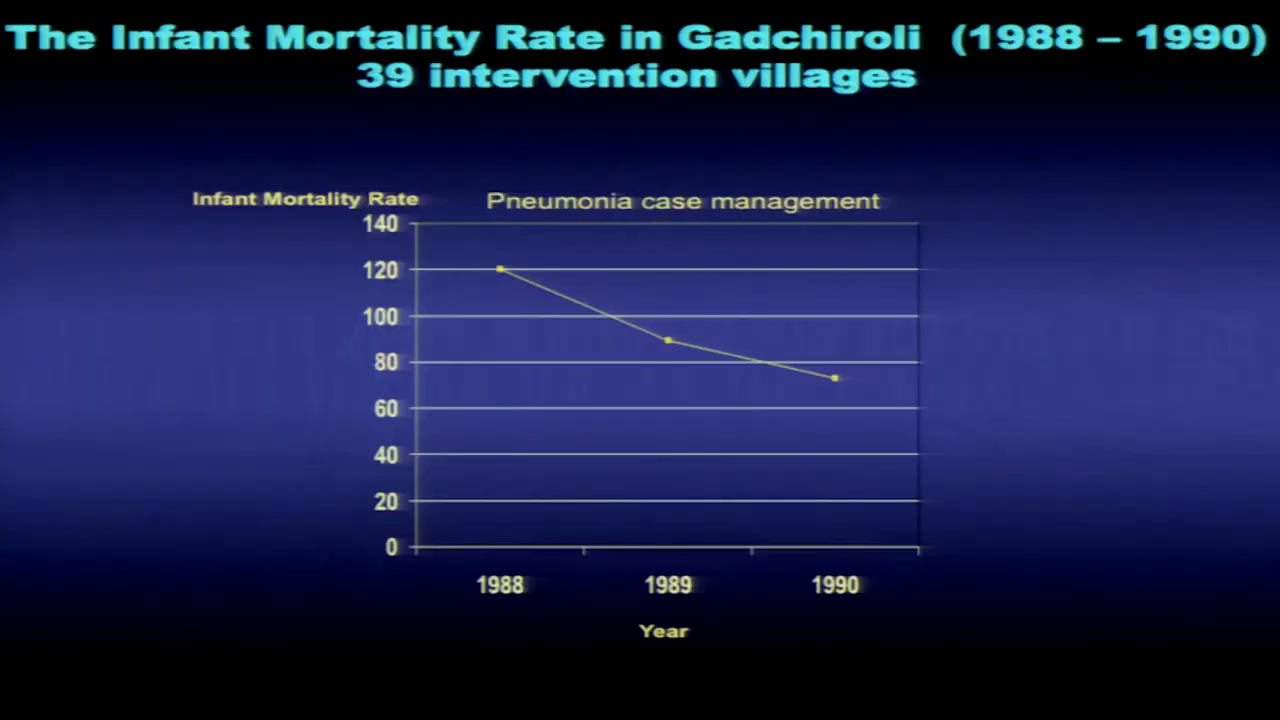 The Infant Mortality Rate in Gadchiroli (1988 – 1990)
39 intervention villages
Infant Mortality Rate
Pneumonia case management
140
120
100
80
60
40
20
0
1988 1989 1990
Year